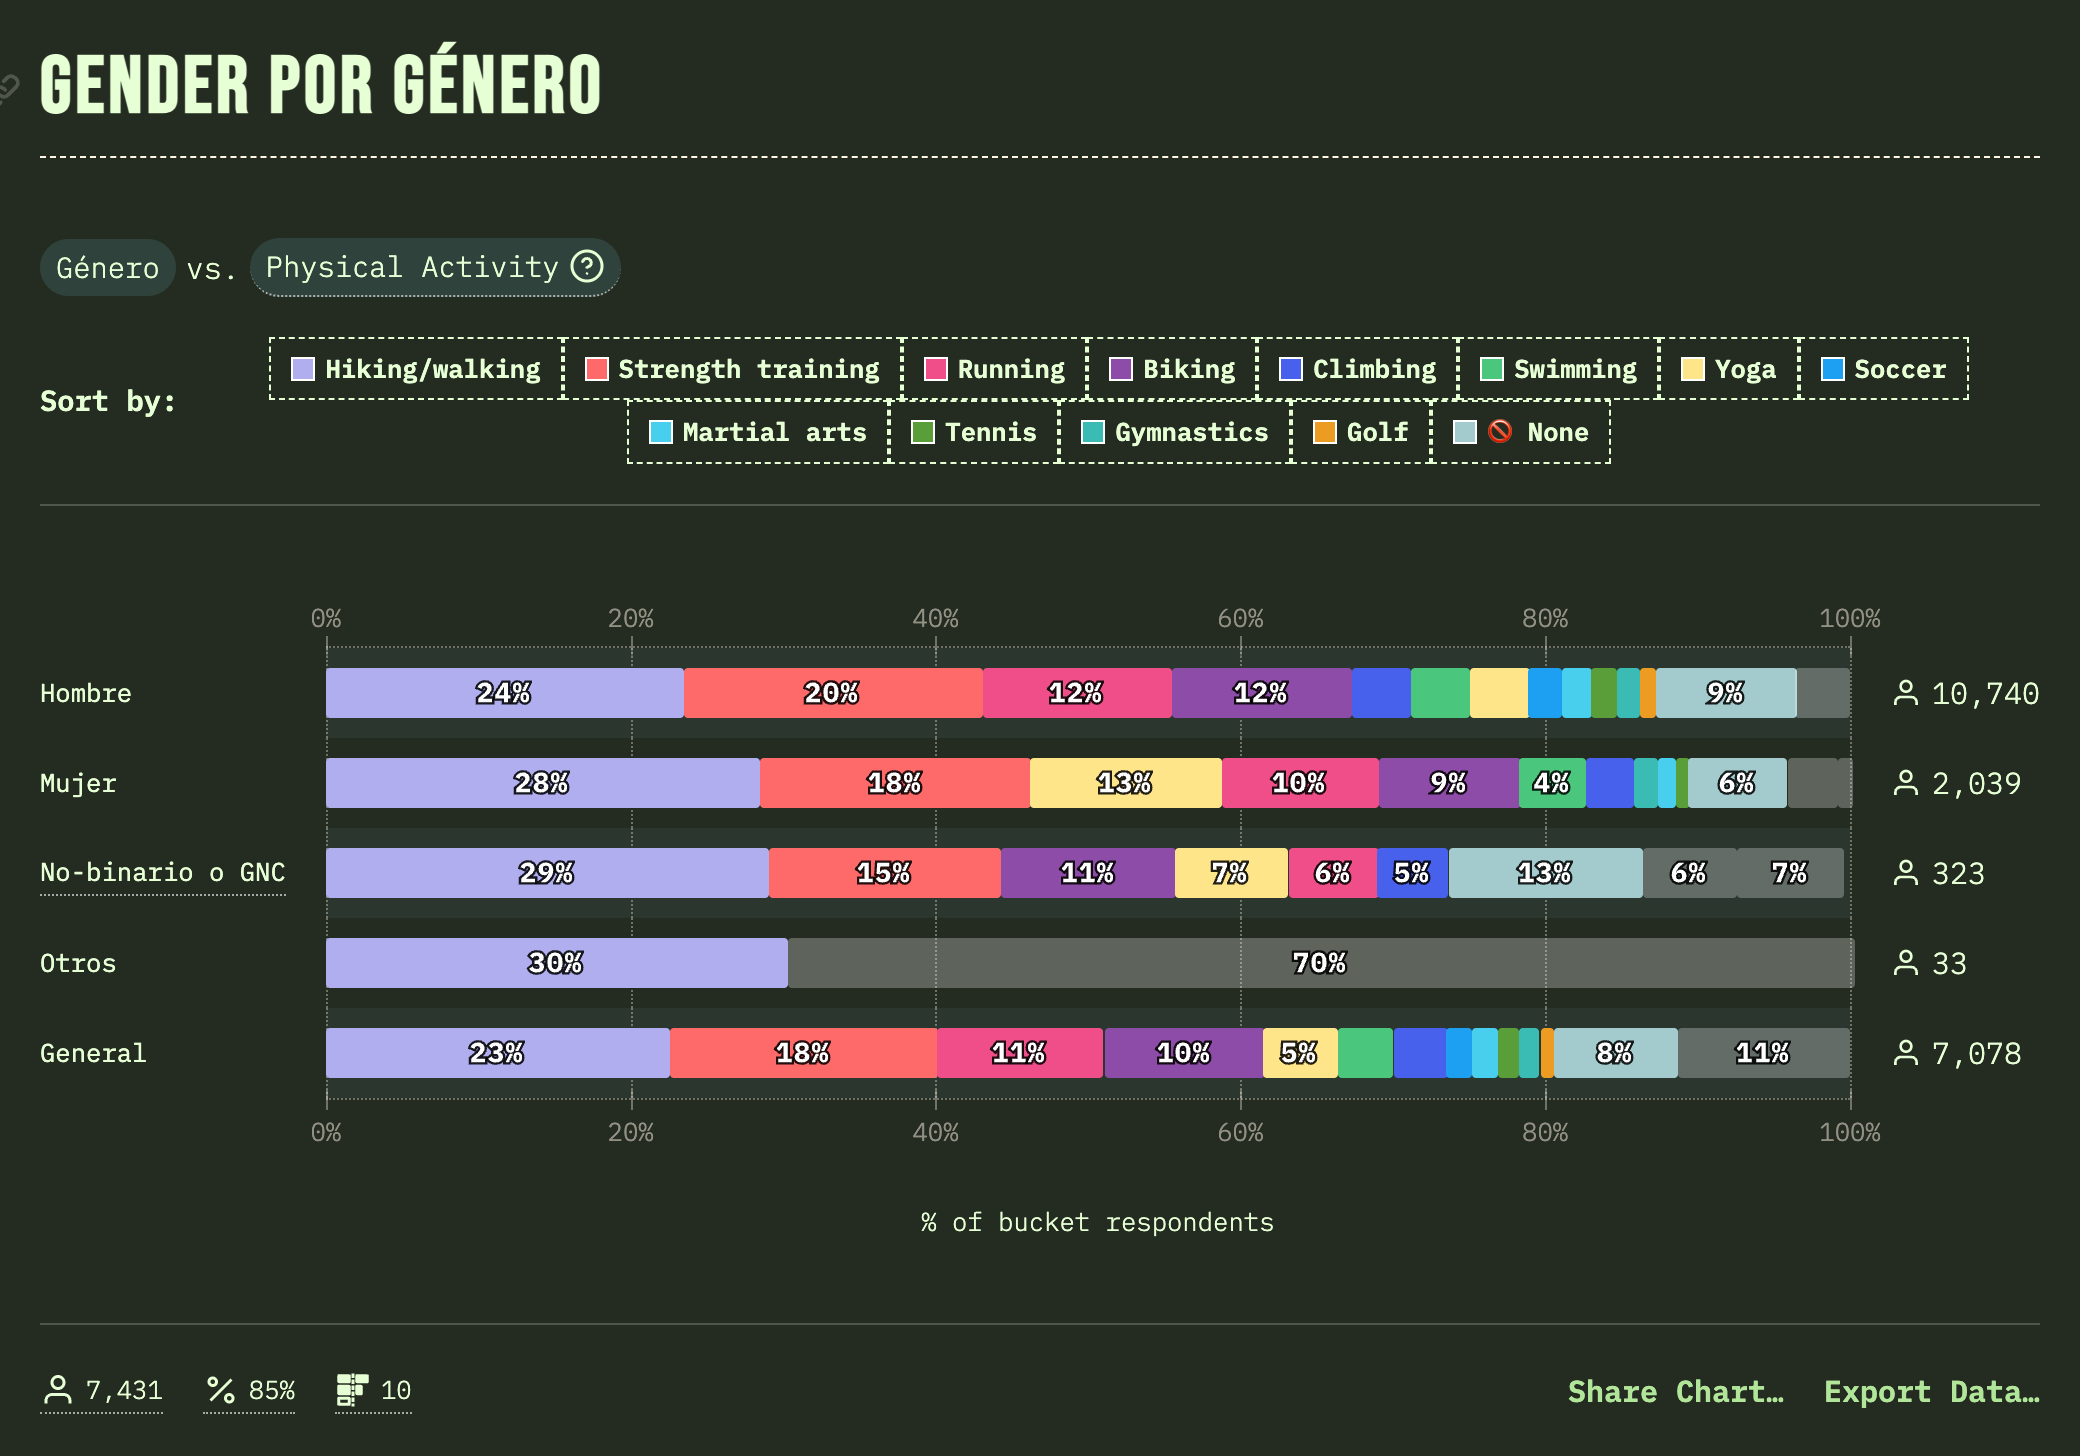 GENDER POR GÉNERO
Género vs. Physical Activity ?
Sort by:
Hiking/walking Strength training Running Biking Climbing Swimming Yoga Soccer
Martial arts Tennis Gymnastics Golf 🚫 None
0% 20% 40% 60% 80% 100%
Hombre 24% 20% 12% 12% 9% 10,740
Mujer 28% 18% 13% 10% 9% 4% 6% 2,039
No-binario o GNC 29% 15% 11% 7% 6% 5% 13% 6% 7% 323
Otros 30% 70% 33
General 23% 18% 11% 10% 5% 8% 11% 7,078
0% 20% 40% 60% 80% 100%
% of bucket respondents
7,431 85% 10 Share Chart… Export Data…